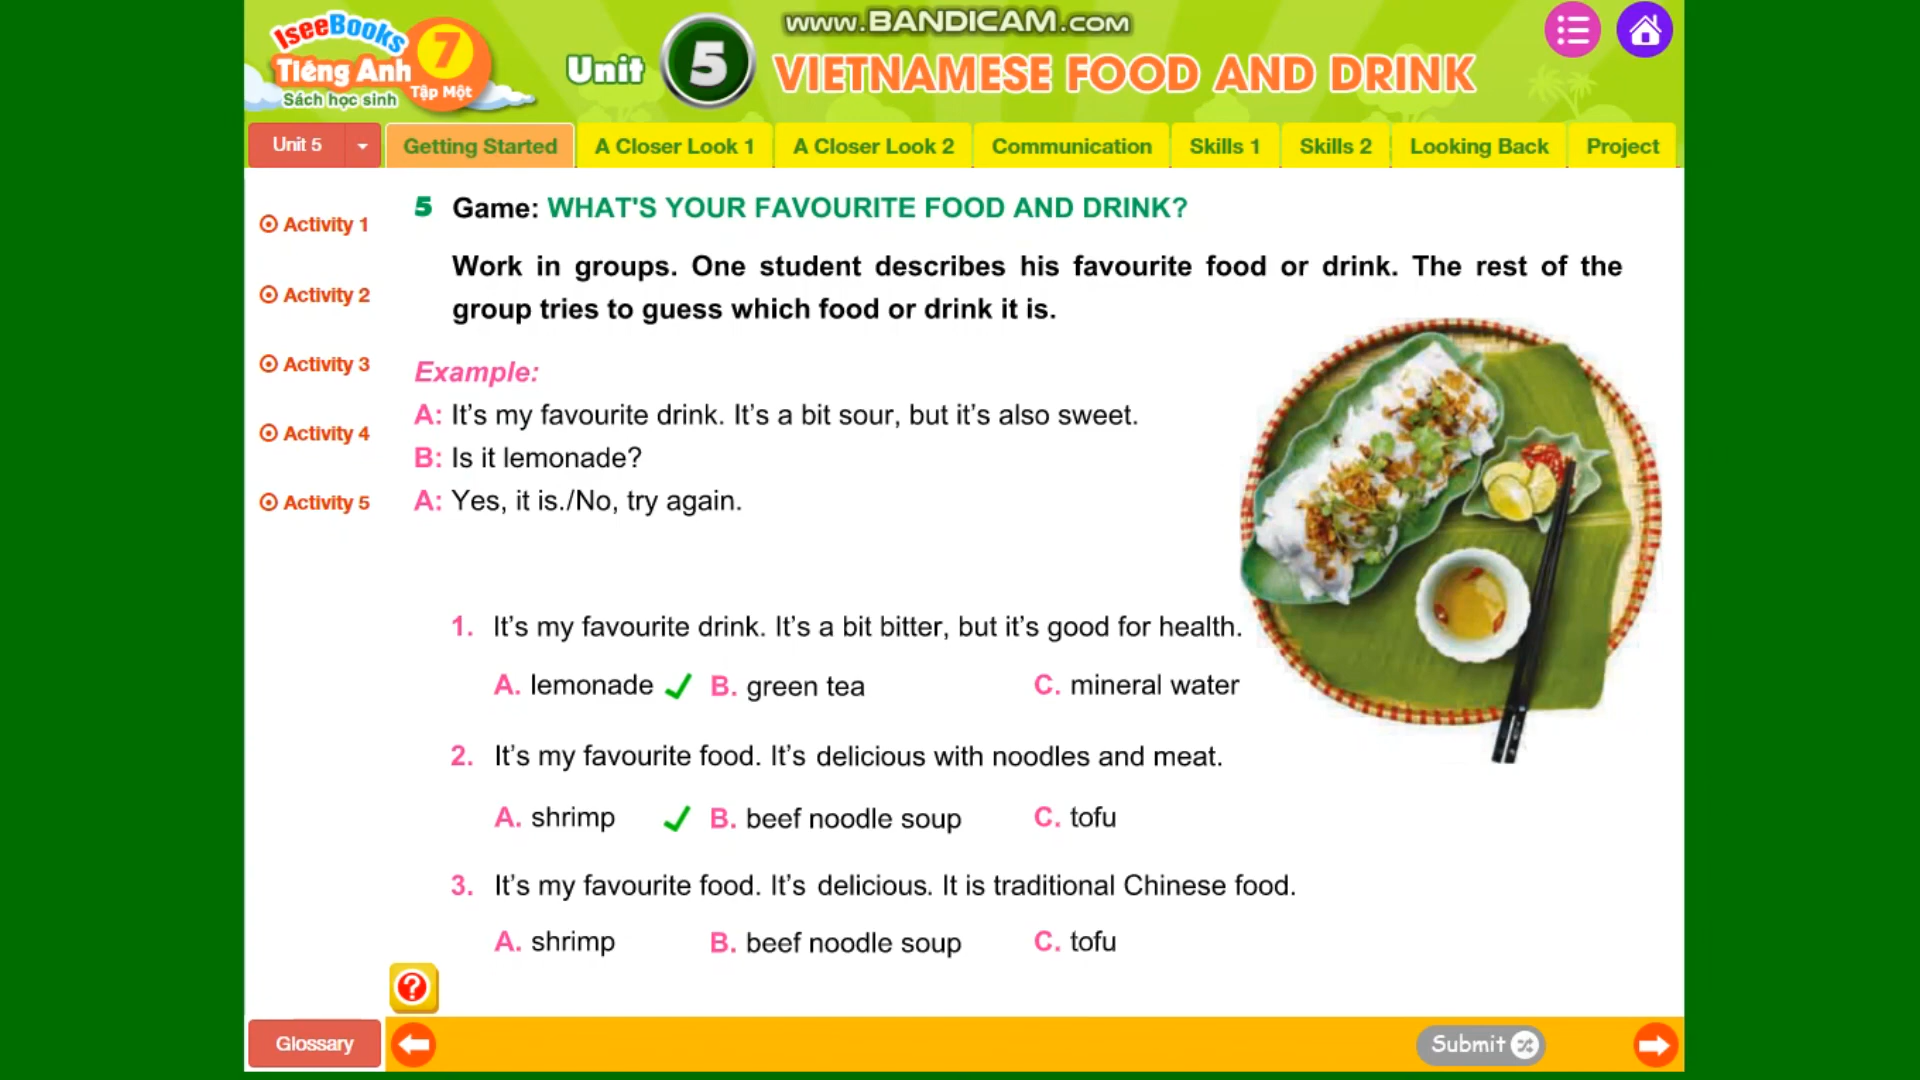 www.BANDICAM.com
IseeBooks
Tiếng Anh 7
Sách học sinh Tập Một
Unit 5 VIETNAMESE FOOD AND DRINK
Unit 5 Getting Started A Closer Look 1 A Closer Look 2 Communication Skills 1 Skills 2 Looking Back Project
Activity 1
Activity 2
Activity 3
Activity 4
Activity 5
5 Game: WHAT'S YOUR FAVOURITE FOOD AND DRINK?
Work in groups. One student describes his favourite food or drink. The rest of the
group tries to guess which food or drink it is.
Example:
A: It’s my favourite drink. It’s a bit sour, but it’s also sweet.
B: Is it lemonade?
A: Yes, it is./No, try again.
1. It’s my favourite drink. It’s a bit bitter, but it’s good for health.
A. lemonade B. green tea C. mineral water
2. It’s my favourite food. It’s delicious with noodles and meat.
A. shrimp B. beef noodle soup C. tofu
3. It’s my favourite food. It’s delicious. It is traditional Chinese food.
A. shrimp B. beef noodle soup C. tofu
?
Glossary
Submit